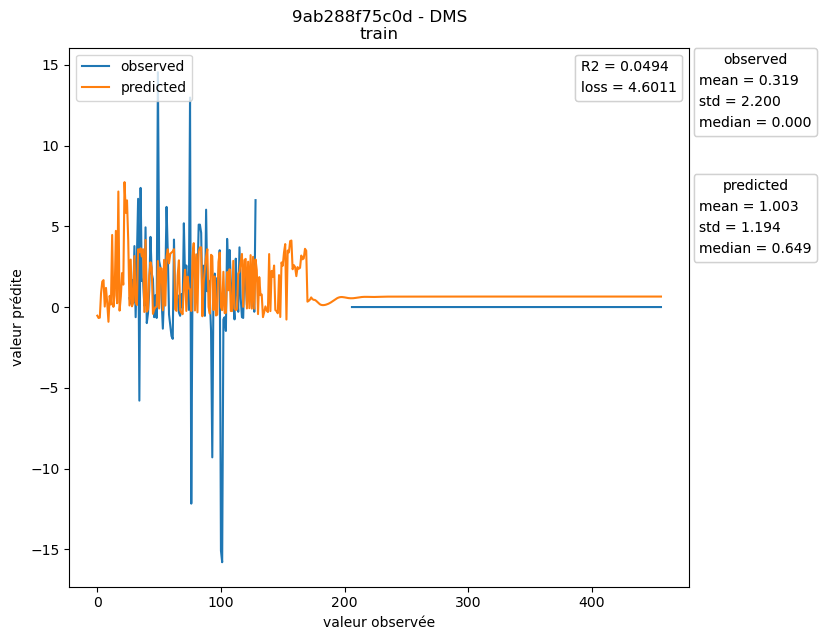 9ab288f75c0d - DMS
train
observed
predicted
R2 = 0.0494
loss = 4.6011
observed
mean = 0.319
std = 2.200
median = 0.000
predicted
mean = 1.003
std = 1.194
median = 0.649
15
10
5
0
−5
−10
−15
valeur prédite
0
100
200
300
400
valeur observée